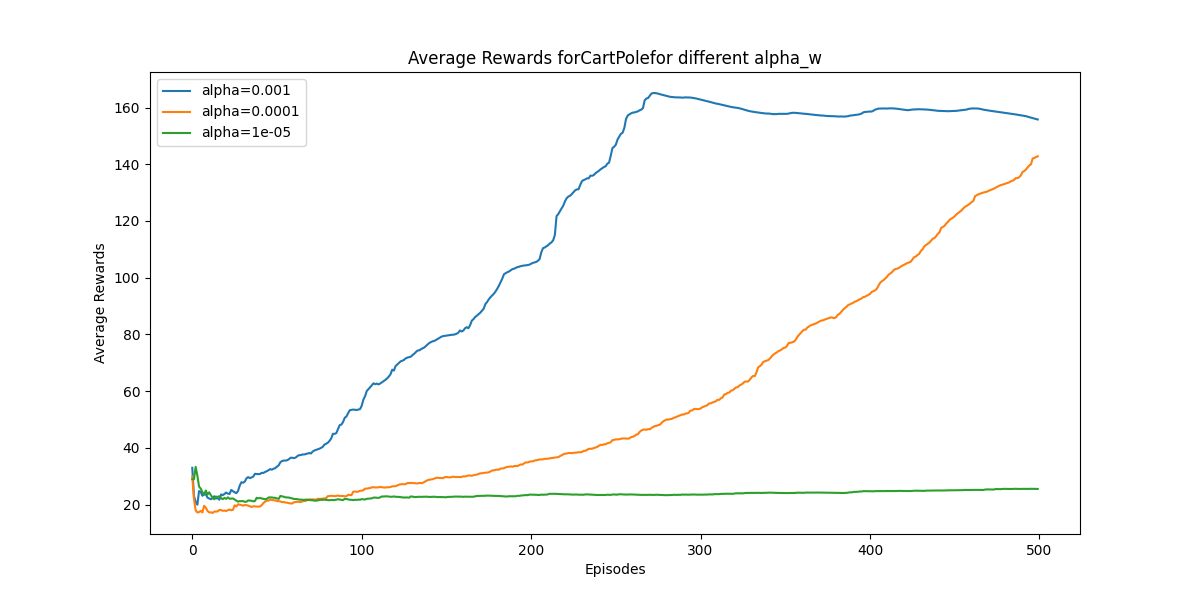 Average Rewards forCartPolefor different alpha_w
alpha=0.001
alpha=0.0001
alpha=1e-05
160
140
120
100
80
60
40
20
Average Rewards
0 100 200 300 400 500
Episodes